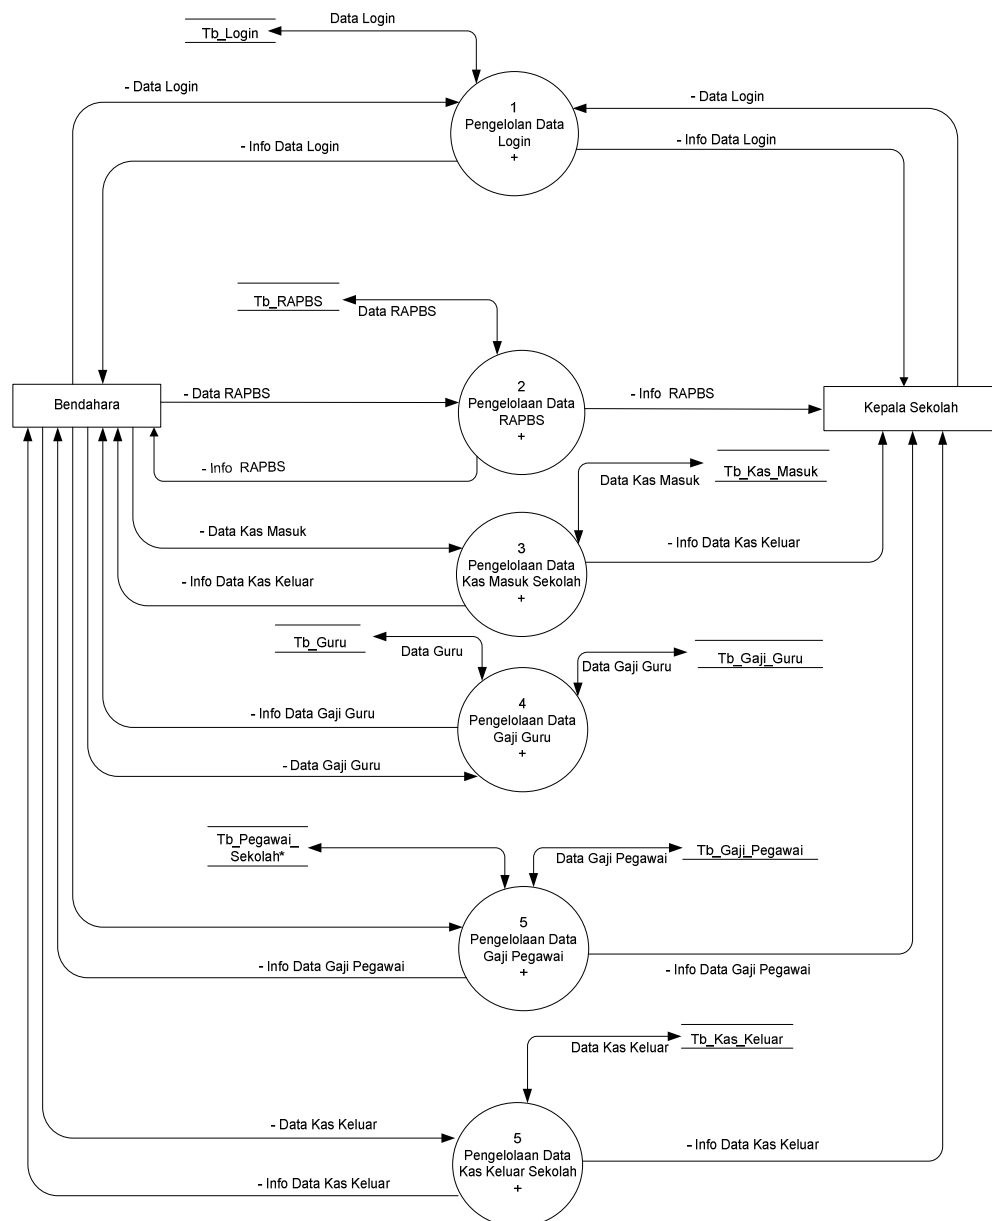 Data Login
Tb_Login
- Data Login
- Data Login
1
Pengelolan Data
Login
+
- Info Data Login
- Info Data Login
Tb_RAPBS
Data RAPBS
2
Pengelolaan Data
RAPBS
+
- Data RAPBS
- Info  RAPBS
Bendahara
Kepala Sekolah
- Info  RAPBS
Tb_Kas_Masuk
Data Kas Masuk
- Data Kas Masuk
3
Pengelolaan Data
Kas Masuk Sekolah
+
- Info Data Kas Keluar
- Info Data Kas Keluar
Tb_Guru
Data Guru
Tb_Gaji_Guru
Data Gaji Guru
4
Pengelolaan Data
Gaji Guru
+
- Info Data Gaji Guru
- Data Gaji Guru
Tb_Pegawai_
Sekolah*
Tb_Gaji_Pegawai
Data Gaji Pegawai
5
Pengelolaan Data
Gaji Pegawai
+
- Info Data Gaji Pegawai
- Info Data Gaji Pegawai
Tb_Kas_Keluar
Data Kas Keluar
- Data Kas Keluar
5
Pengelolaan Data
Kas Keluar Sekolah
+
- Info Data Kas Keluar
- Info Data Kas Keluar